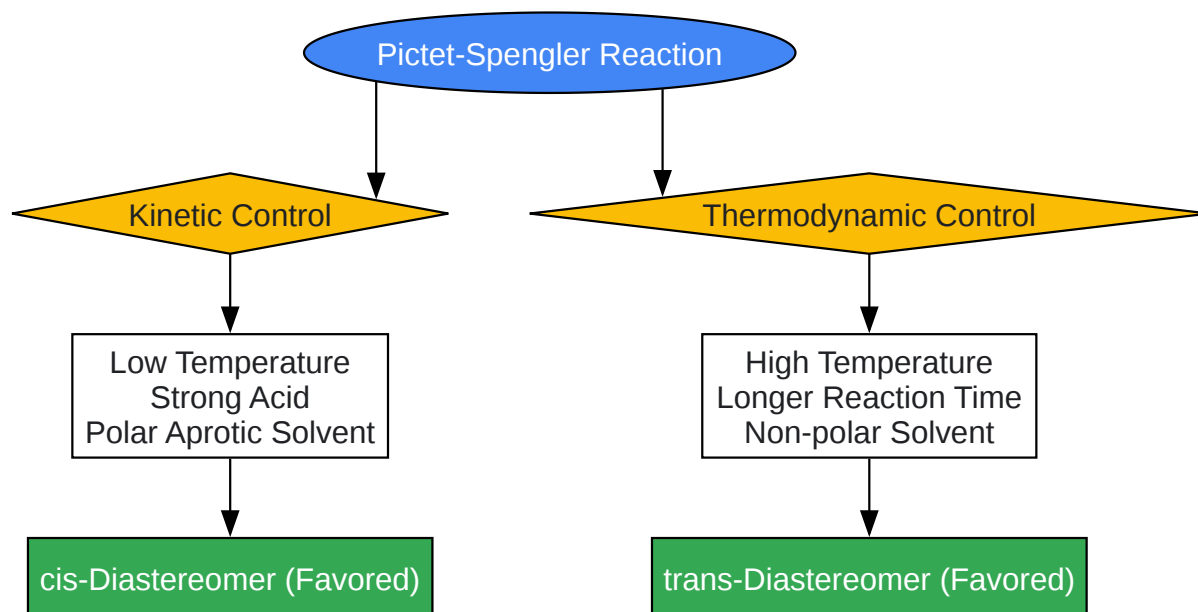 Pictet-Spengler Reaction
Kinetic Control
Thermodynamic Control
Low Temperature
Strong Acid
Polar Aprotic Solvent
High Temperature
Longer Reaction Time
Non-polar Solvent
cis-Diastereomer (Favored)
trans-Diastereomer (Favored)